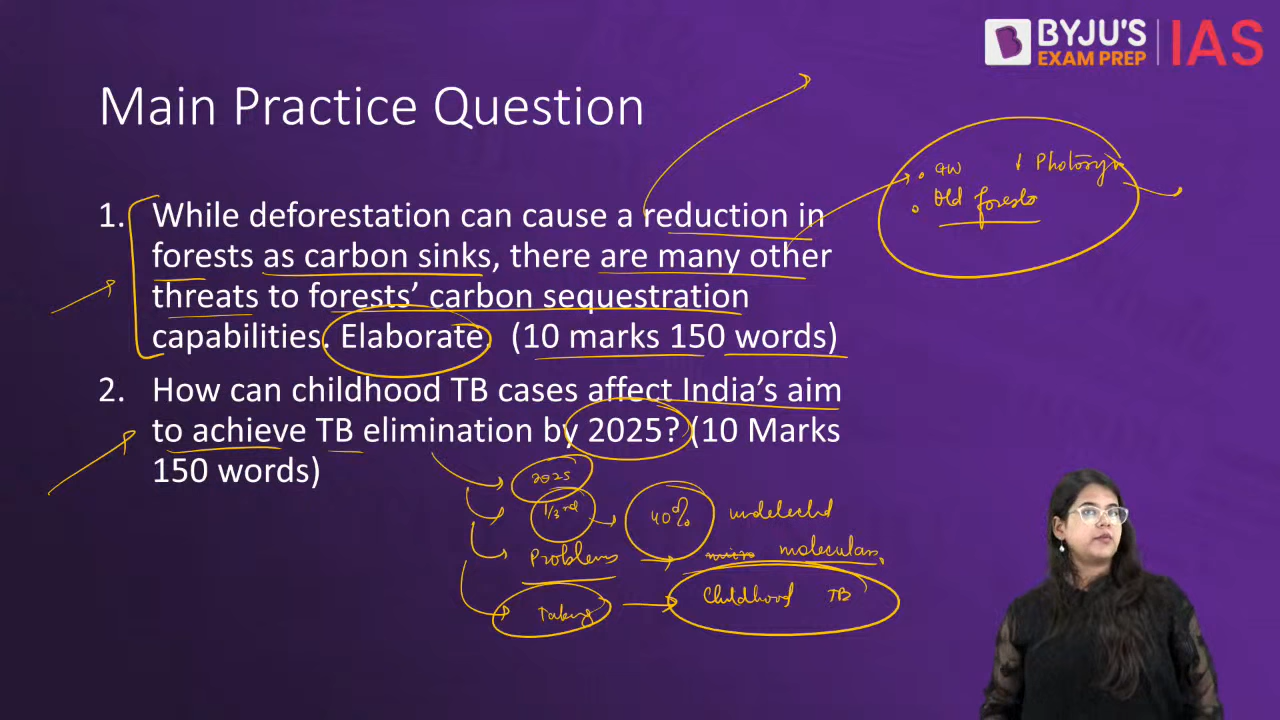 BYJU'S
EXAM PREP
IAS
Main Practice Question
GW ↓ Photosyn
Old forests
1. While deforestation can cause a reduction in
forests as carbon sinks, there are many other
threats to forests' carbon sequestration
capabilities. Elaborate. (10 marks 150 words)
2. How can childhood TB cases affect India's aim
to achieve TB elimination by 2025? (10 Marks
150 words)
2025
1/3rd 40% undetected
Problems molecular
Taking Childhood TB